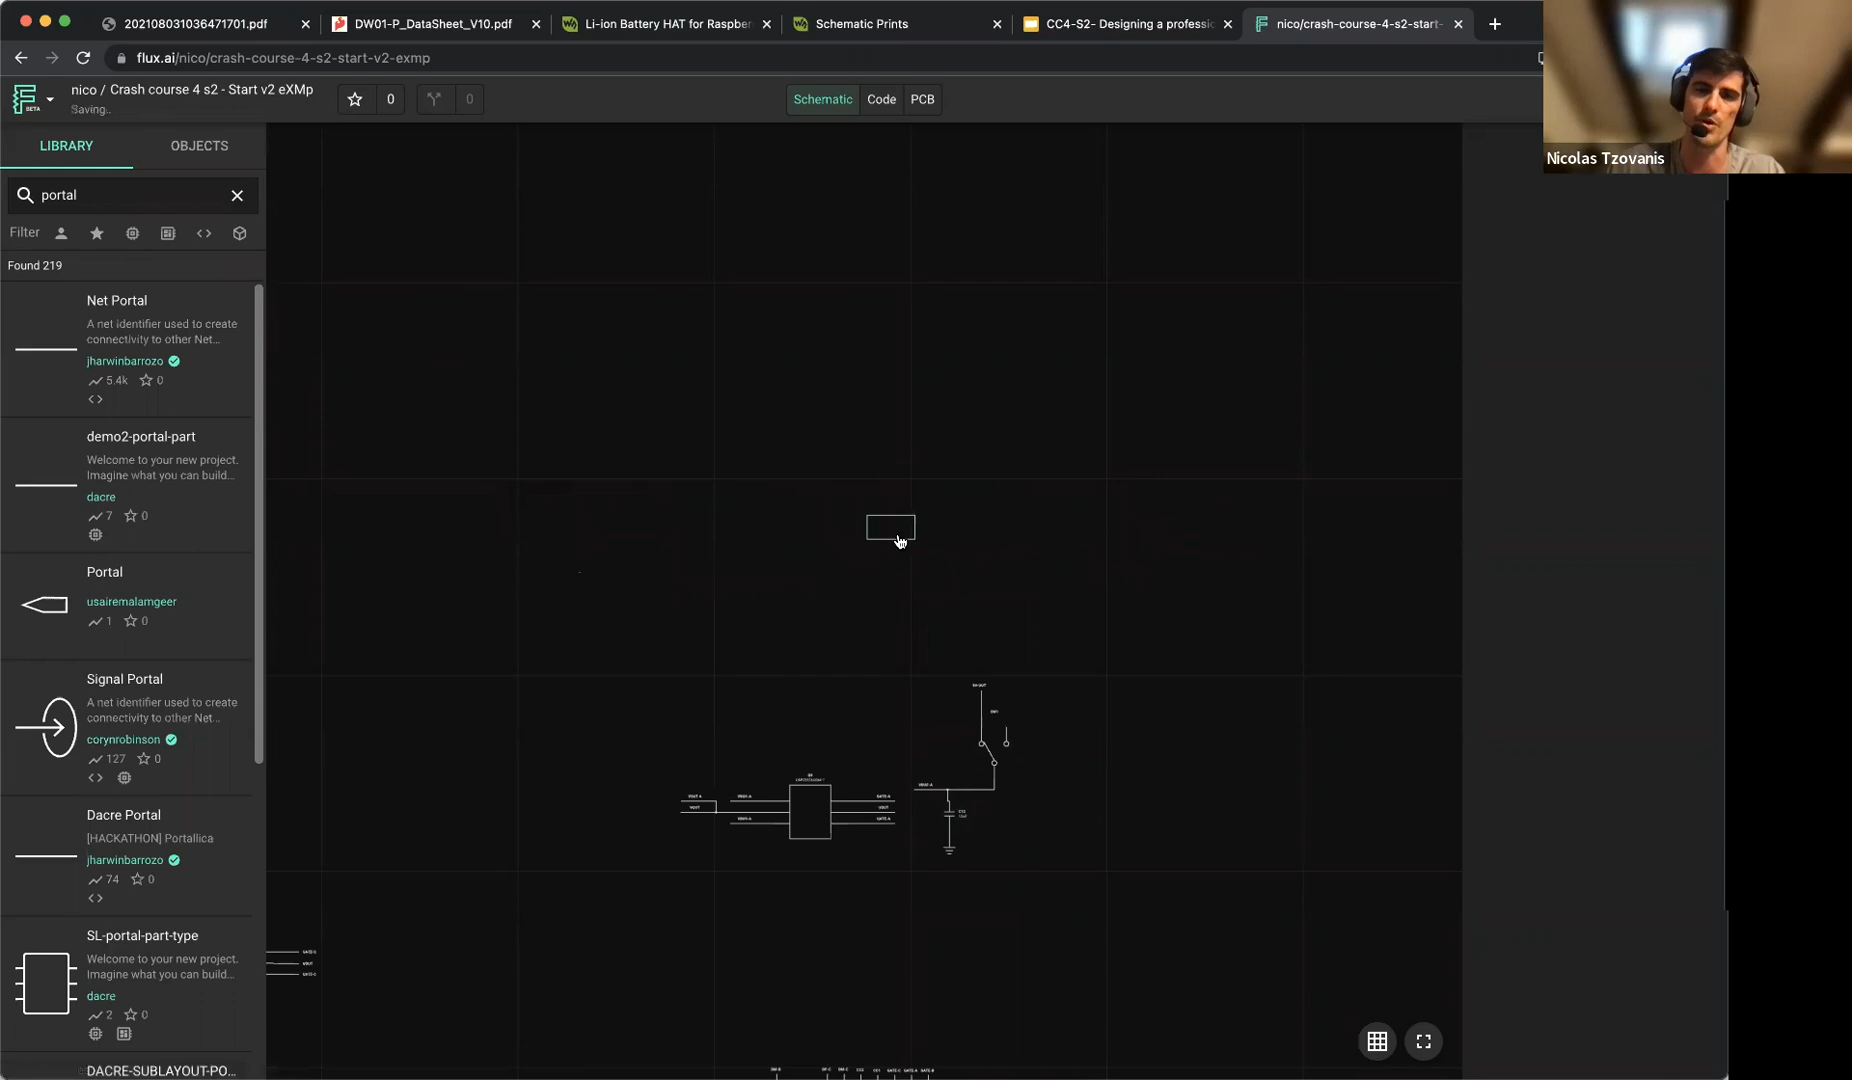 202108031036471701.pdf
DW01-P_DataSheet_V10.pdf
Li-ion Battery HAT for Raspber
Schematic Prints
CC4-S2- Designing a professi
nico/crash-course-4-s2-start-
flux.ai/nico/crash-course-4-s2-start-v2-exmp
BETA
nico / Crash course 4 s2 - Start v2 eXMp
Saving..
0
0
Schematic
Code
PCB
Nicolas Tzovanis
LIBRARY
OBJECTS
portal
Filter
Found 219
Net Portal
A net identifier used to create
connectivity to other Net...
jharwinbarrozo
5.4k
0
demo2-portal-part
Welcome to your new project.
Imagine what you can build...
dacre
7
0
Portal
usairemalamgeer
1
0
Signal Portal
A net identifier used to create
connectivity to other Net...
corynrobinson
127
0
Dacre Portal
[HACKATHON] Portallica
jharwinbarrozo
74
0
SL-portal-part-type
Welcome to your new project.
Imagine what you can build...
dacre
2
0
DACRE-SUBLAYOUT-PO...